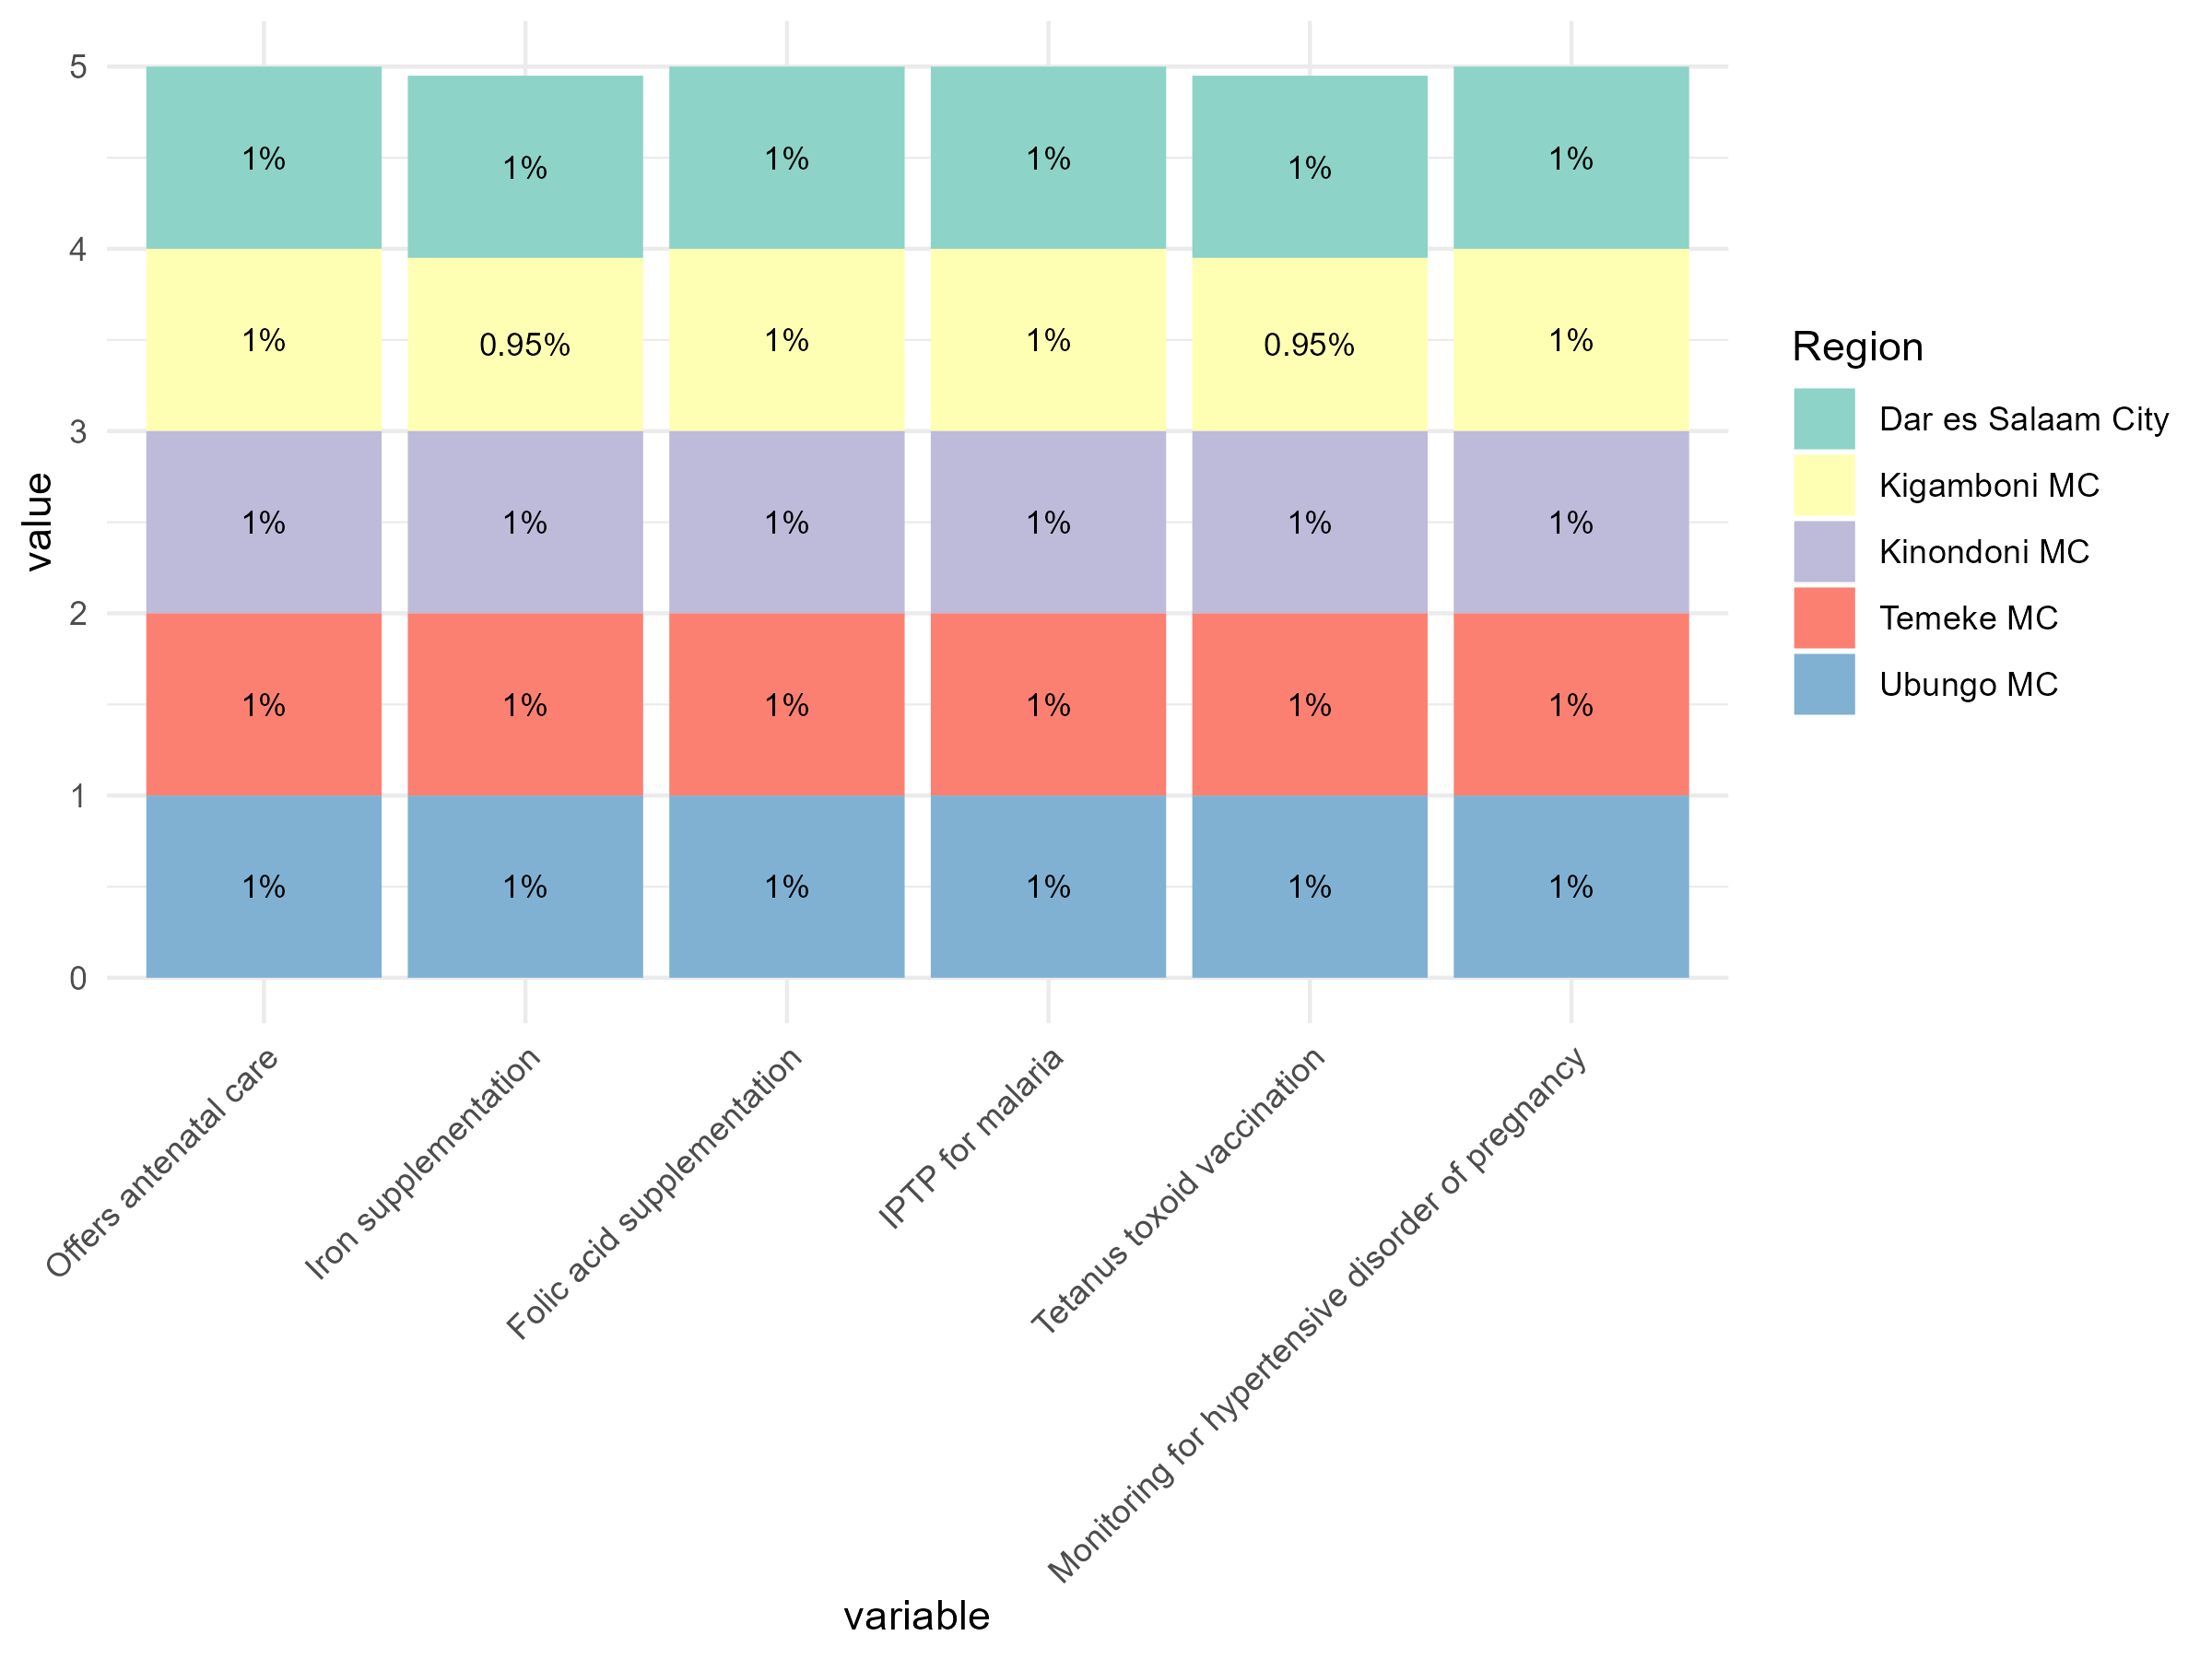 5
4
3
2
1
0
value
1% 1% 1% 1% 1% 1%
1% 0.95% 1% 1% 0.95% 1%
1% 1% 1% 1% 1% 1%
1% 1% 1% 1% 1% 1%
1% 1% 1% 1% 1% 1%
Offers antenatal care
Iron supplementation
Folic acid supplementation
IPTP for malaria
Tetanus toxoid vaccination
Monitoring for hypertensive disorder of pregnancy
variable
Region
Dar es Salaam City
Kigamboni MC
Kinondoni MC
Temeke MC
Ubungo MC